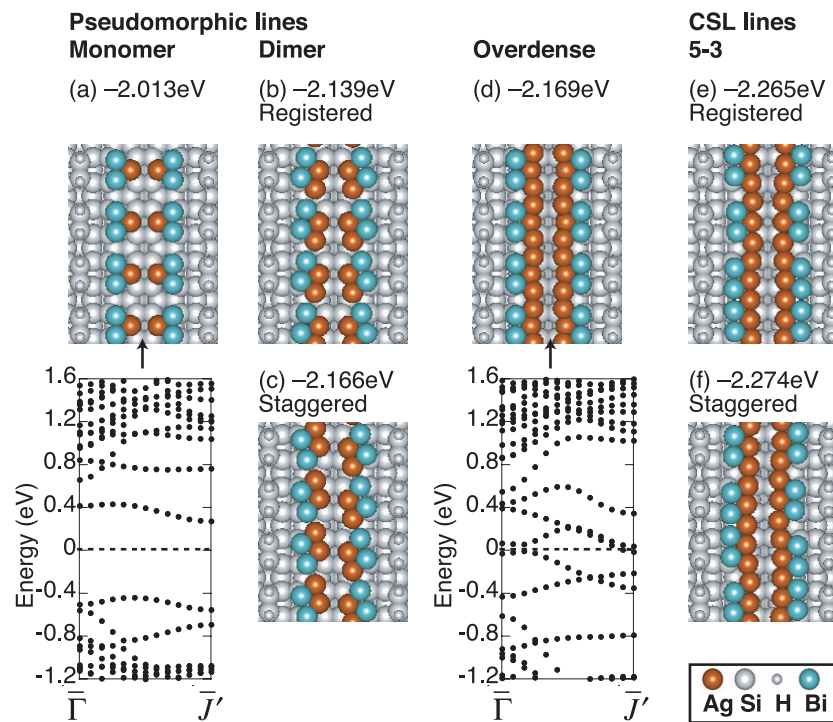 Pseudomorphic lines
CSL lines
Monomer
Dimer
Overdense
5-3
(a) –2.013eV
(b) –2.139eV
Registered
(d) –2.169eV
(e) –2.265eV
Registered
(c) –2.166eV
Staggered
(f) –2.274eV
Staggered
Energy (eV)
1.6
1.2
0.8
0.4
0
-0.4
-0.8
-1.2
Γ̅
J̅′
Energy (eV)
1.6
1.2
0.8
0.4
0
-0.4
-0.8
-1.2
Γ̅
J̅′
Ag Si H Bi